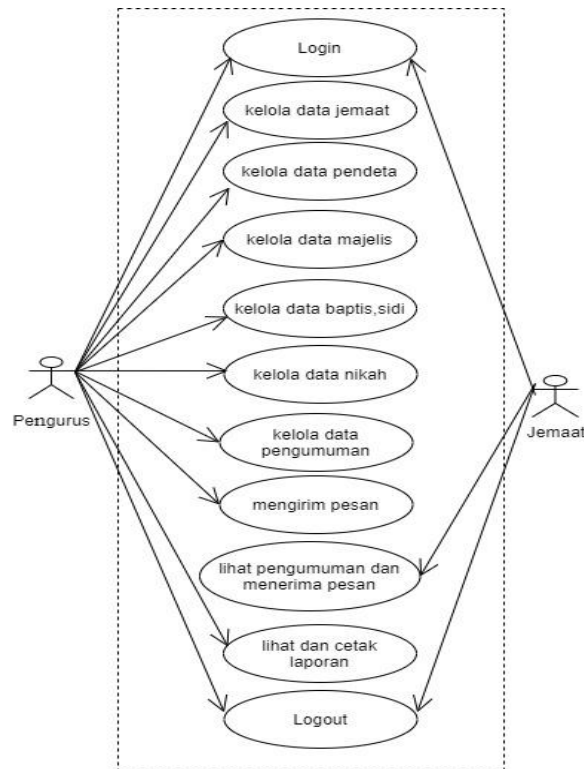 Login
kelola data jemaat
kelola data pendeta
kelola data majelis
kelola data baptis,sidi
kelola data nikah
Pengurus
Jemaat
kelola data
pengumuman
mengirim pesan
lihat pengumuman dan
menerima pesan
lihat dan cetak
laporan
Logout